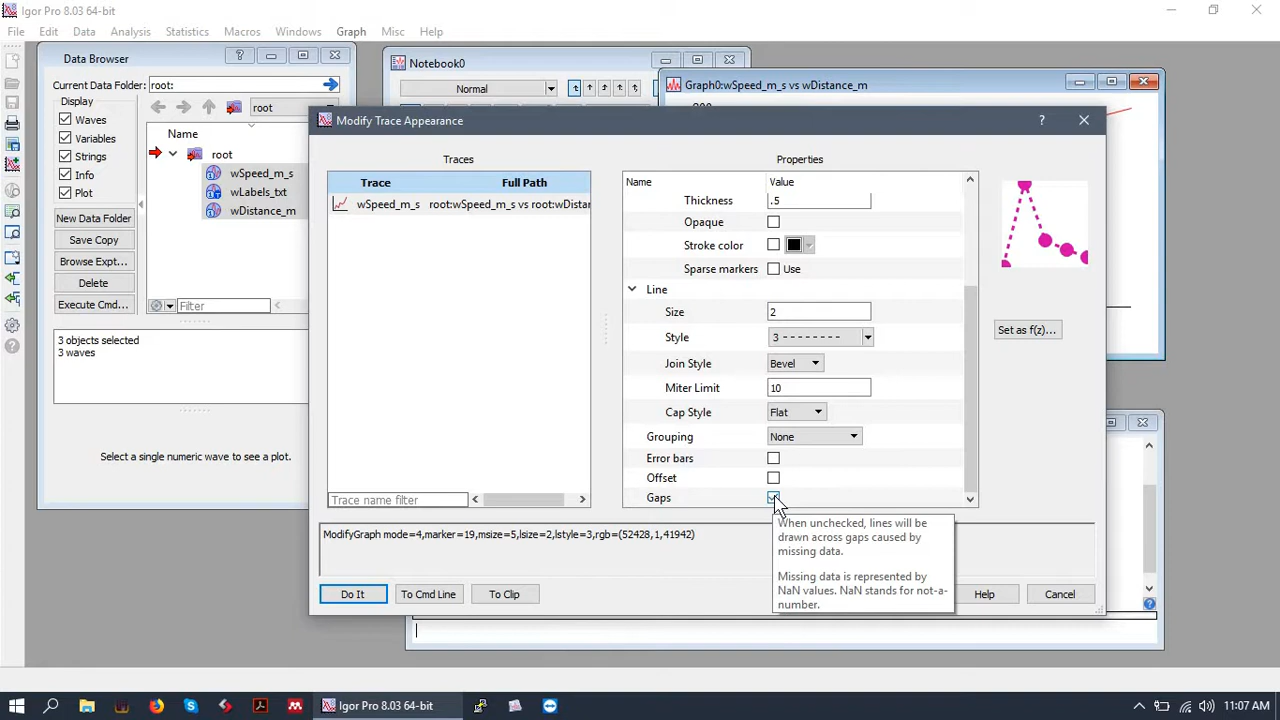 Igor Pro 8.03 64-bit
File Edit Data Analysis Statistics Macros Windows Graph Misc Help
Data Browser
Current Data Folder: root:
Display
Waves
Variables
Strings
Info
Plot
New Data Folder
Save Copy
Browse Expt...
Delete
Execute Cmd...
root
Name
root
wSpeed_m_s
wLabels_txt
wDistance_m
Filter
3 objects selected
3 waves
Select a single numeric wave to see a plot.
Notebook0
Normal
Graph0:wSpeed_m_s vs wDistance_m
Modify Trace Appearance
Traces
Trace Full Path
wSpeed_m_s root:wSpeed_m_s vs root:wDistar
Trace name filter
Properties
Name Value
Thickness .5
Opaque
Stroke color
Sparse markers Use
Line
Size 2
Style 3
Join Style Bevel
Miter Limit 10
Cap Style Flat
Grouping None
Error bars
Offset
Gaps
Set as f(z)...
When unchecked, lines will be
drawn across gaps caused by
missing data.
Missing data is represented by
NaN values. NaN stands for not-a-
number.
ModifyGraph mode=4,marker=19,msize=5,lsize=2,lstyle=3,rgb=(52428,1,41942)
Do It To Cmd Line To Clip Help Cancel
Igor Pro 8.03 64-bit
11:07 AM